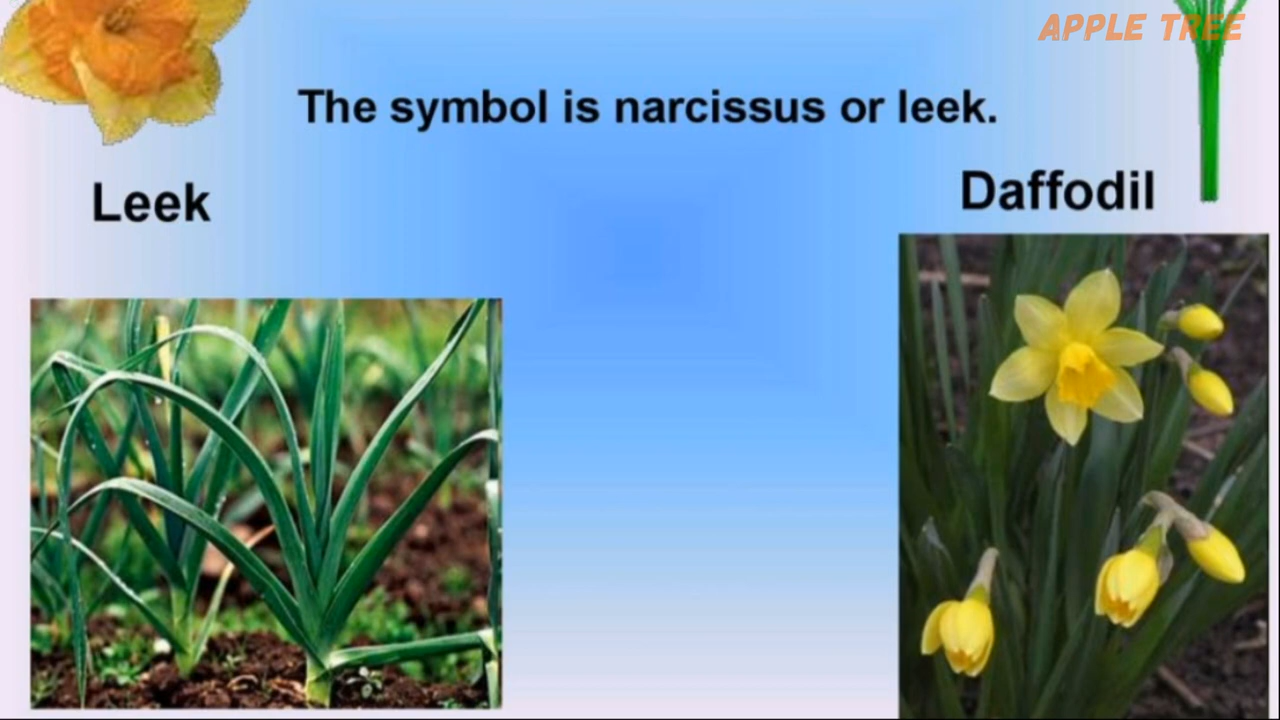 APPLE TREE
The symbol is narcissus or leek.
Leek
Daffodil